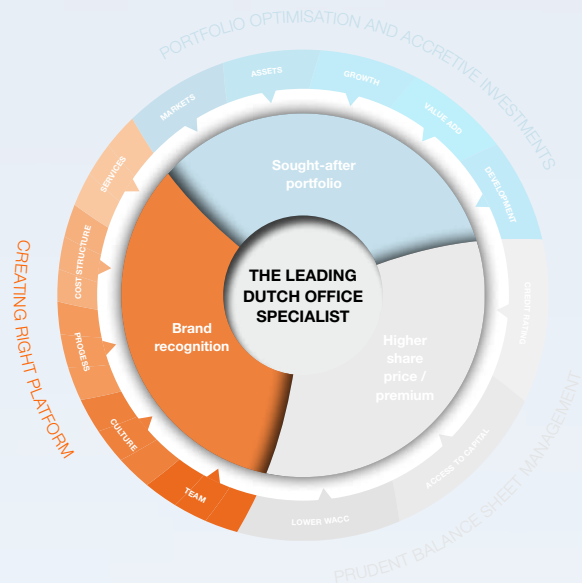 PORTFOLIO OPTIMISATION AND ACCRETIVE INVESTMENTS
MARKETS
ASSETS
GROWTH
VALUE ADD
DEVELOPMENT
Sought-after
portfolio
CREATING RIGHT PLATFORM
SERVICES
COST STRUCTURE
PROGESS
CULTURE
TEAM
Brand
recognition
THE LEADING
DUTCH OFFICE
SPECIALIST
Higher
share
price /
premium
CREDIT RATING
ACCESS TO CAPITAL
LOWER WACC
PRUDENT BALANCE SHEET MANAGEMENT